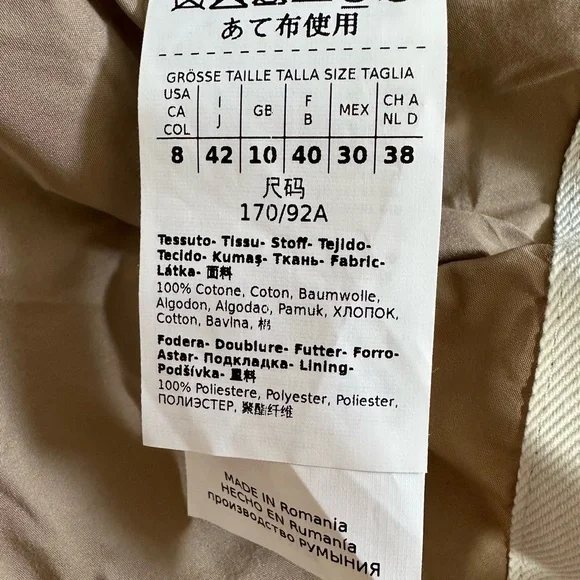 あて布使用
GRÖSSE TAILLE TALLA SIZE TAGLIA
USA CA COL I J GB F B MEX CH A NL D
8 42 10 40 30 38
尺码
170/92A
Tessuto- Tissu- Stoff- Tejido-
Tecido- Kumaş- Ткань- Fabric-
Látka- 面料
100% Cotone, Coton, Baumwolle,
Algodon, Algodao, Pamuk, ХЛОПОК,
Cotton, Bavlna, 棉
Fodera- Doublure- Futter- Forro-
Astar- Подкладка- Lining-
Podšívka- 里料
100% Poliestere, Polyester, Poliester,
ПОЛИЭСТЕР, 聚酯纤维
MADE IN Romania
HECHO EN Rumanía
производство РУМЫНИЯ